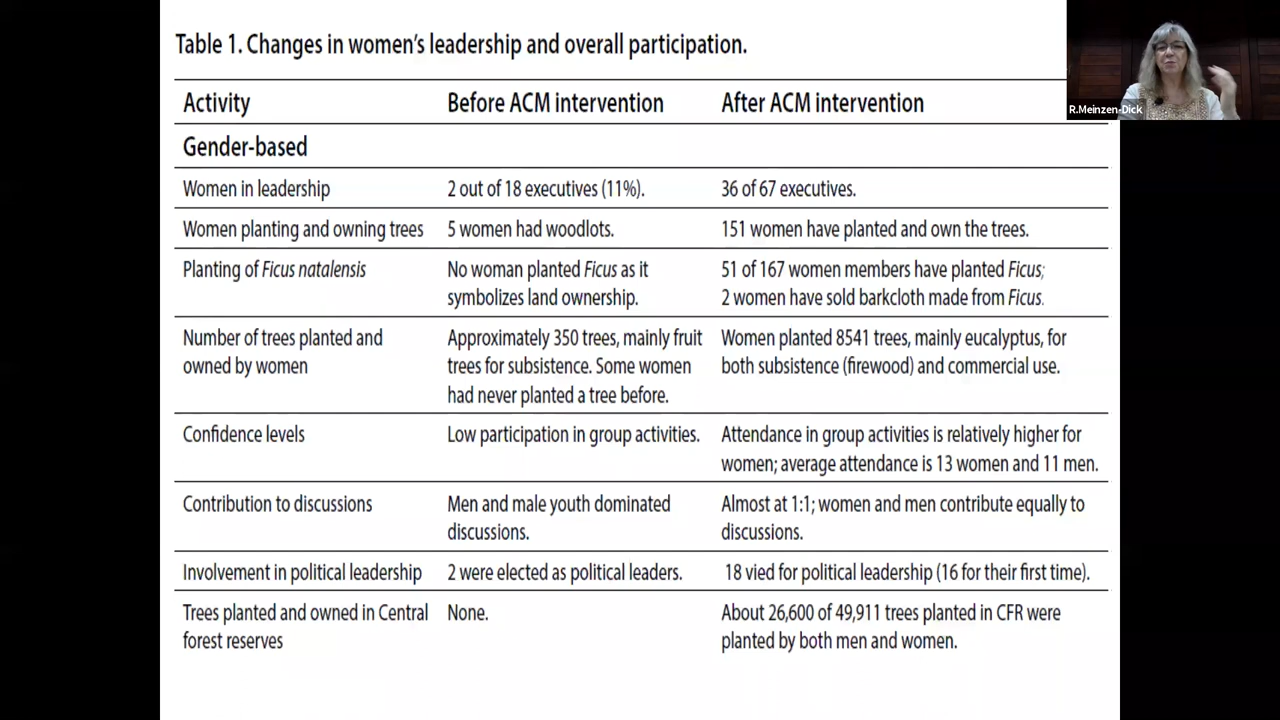 Table 1. Changes in women's leadership and overall participation.
R.Meinzen-Dick
Activity Before ACM intervention After ACM intervention
Gender-based
Women in leadership 2 out of 18 executives (11%). 36 of 67 executives.
Women planting and owning trees 5 women had woodlots. 151 women have planted and own the trees.
Planting of Ficus natalensis No woman planted Ficus as it 51 of 167 women members have planted Ficus;
symbolizes land ownership. 2 women have sold barkcloth made from Ficus.
Number of trees planted and Approximately 350 trees, mainly fruit Women planted 8541 trees, mainly eucalyptus, for
owned by women trees for subsistence. Some women both subsistence (firewood) and commercial use.
had never planted a tree before.
Confidence levels Low participation in group activities. Attendance in group activities is relatively higher for
women; average attendance is 13 women and 11 men.
Contribution to discussions Men and male youth dominated Almost at 1:1; women and men contribute equally to
discussions. discussions.
Involvement in political leadership 2 were elected as political leaders. 18 vied for political leadership (16 for their first time).
Trees planted and owned in Central None. About 26,600 of 49,911 trees planted in CFR were
forest reserves planted by both men and women.